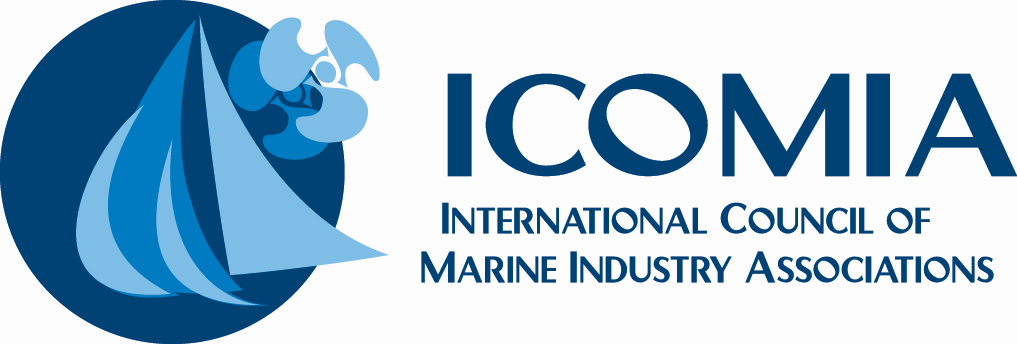 ICOMIA
INTERNATIONAL COUNCIL OF
MARINE INDUSTRY ASSOCIATIONS